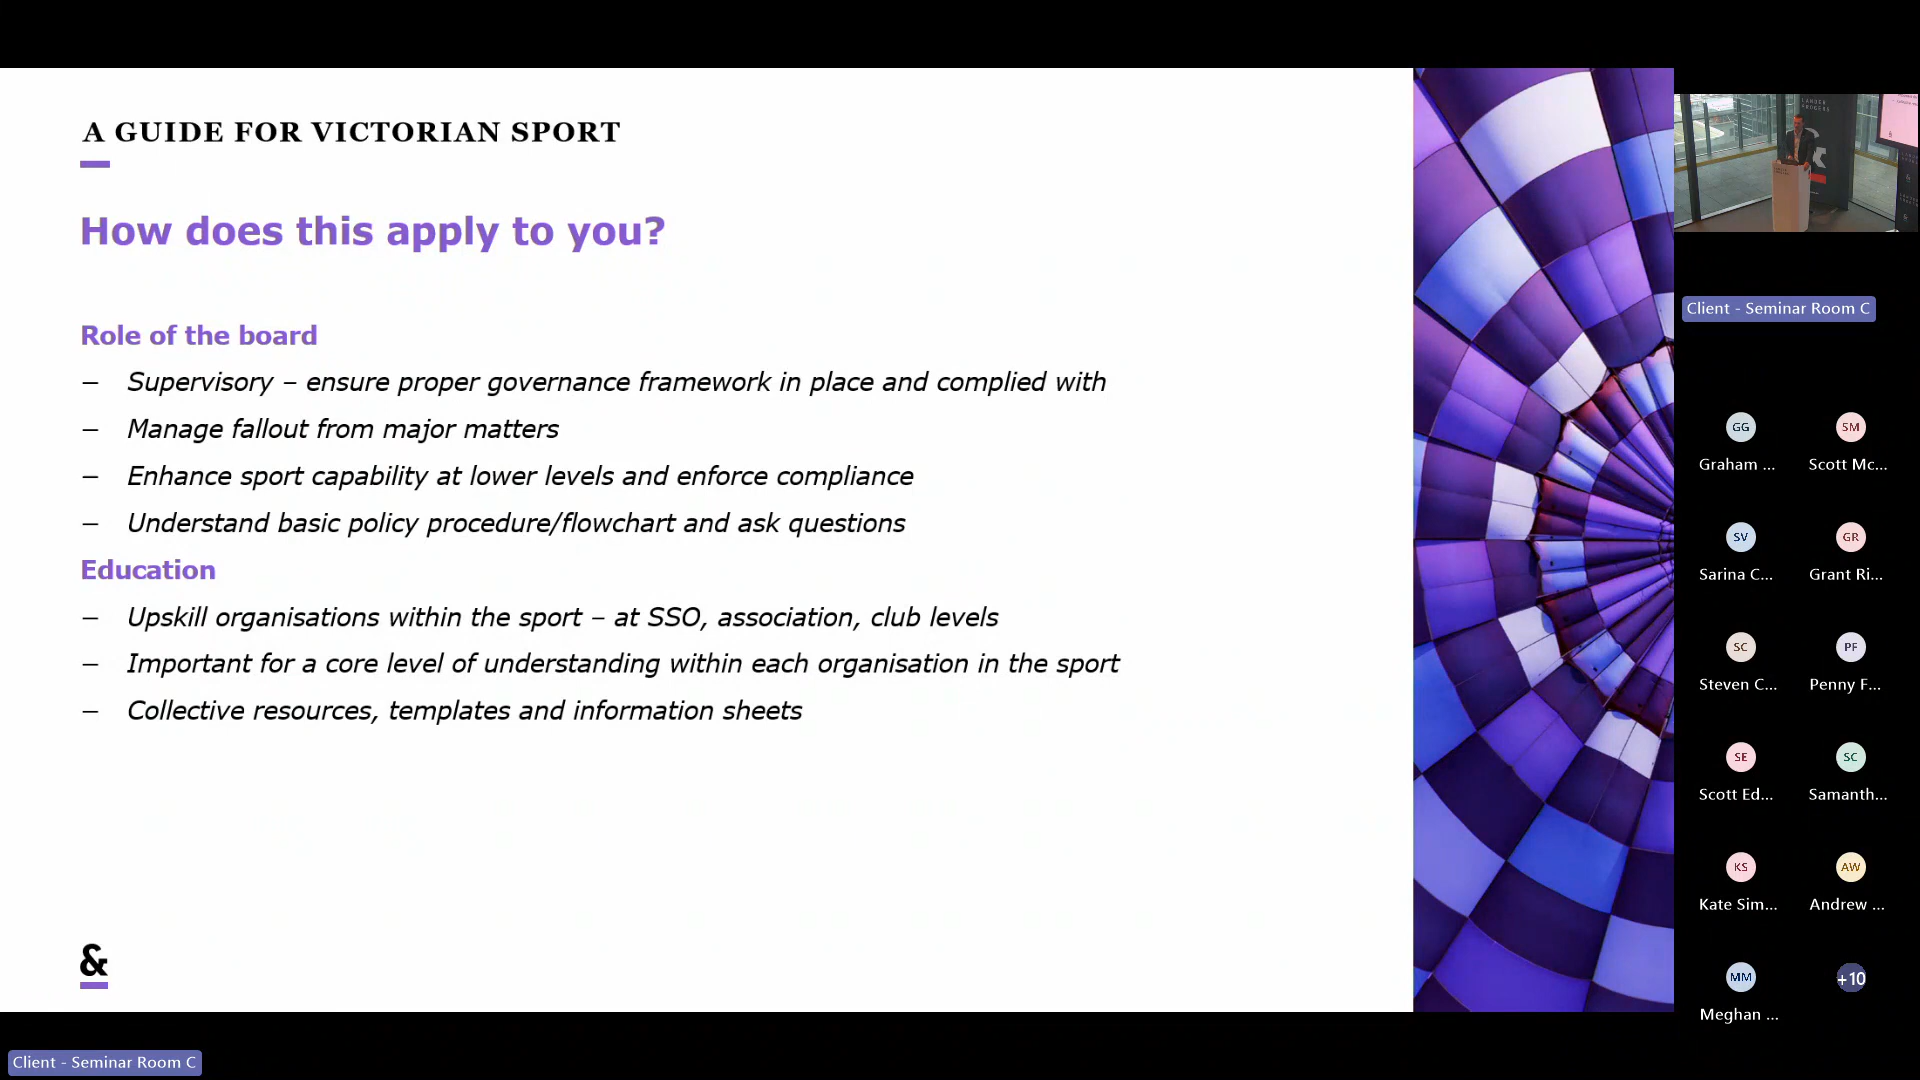 A GUIDE FOR VICTORIAN SPORT
How does this apply to you?
Role of the board
– Supervisory – ensure proper governance framework in place and complied with
– Manage fallout from major matters
– Enhance sport capability at lower levels and enforce compliance
– Understand basic policy procedure/flowchart and ask questions
Education
– Upskill organisations within the sport – at SSO, association, club levels
– Important for a core level of understanding within each organisation in the sport
– Collective resources, templates and information sheets
&
Client - Seminar Room C
LANDER
Client - Seminar Room C
GG
SM
Graham ...
Scott Mc...
SV
GR
Sarina C...
Grant Ri...
SC
PF
Steven C...
Penny F...
SE
SC
Scott Ed...
Samanth...
KS
AW
Kate Sim...
Andrew ...
MM
+10
Meghan ...